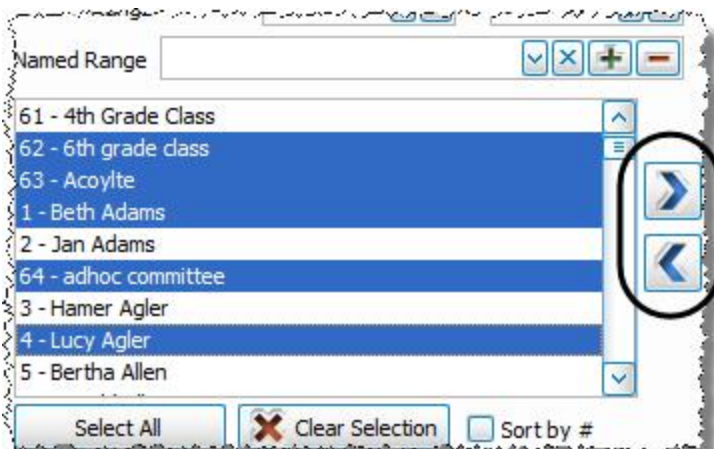 Named Range
61 - 4th Grade Class
62 - 6th grade class
63 - Acoylte
1 - Beth Adams
2 - Jan Adams
64 - adhoc committee
3 - Hamer Agler
4 - Lucy Agler
5 - Bertha Allen
Select All Clear Selection Sort by #